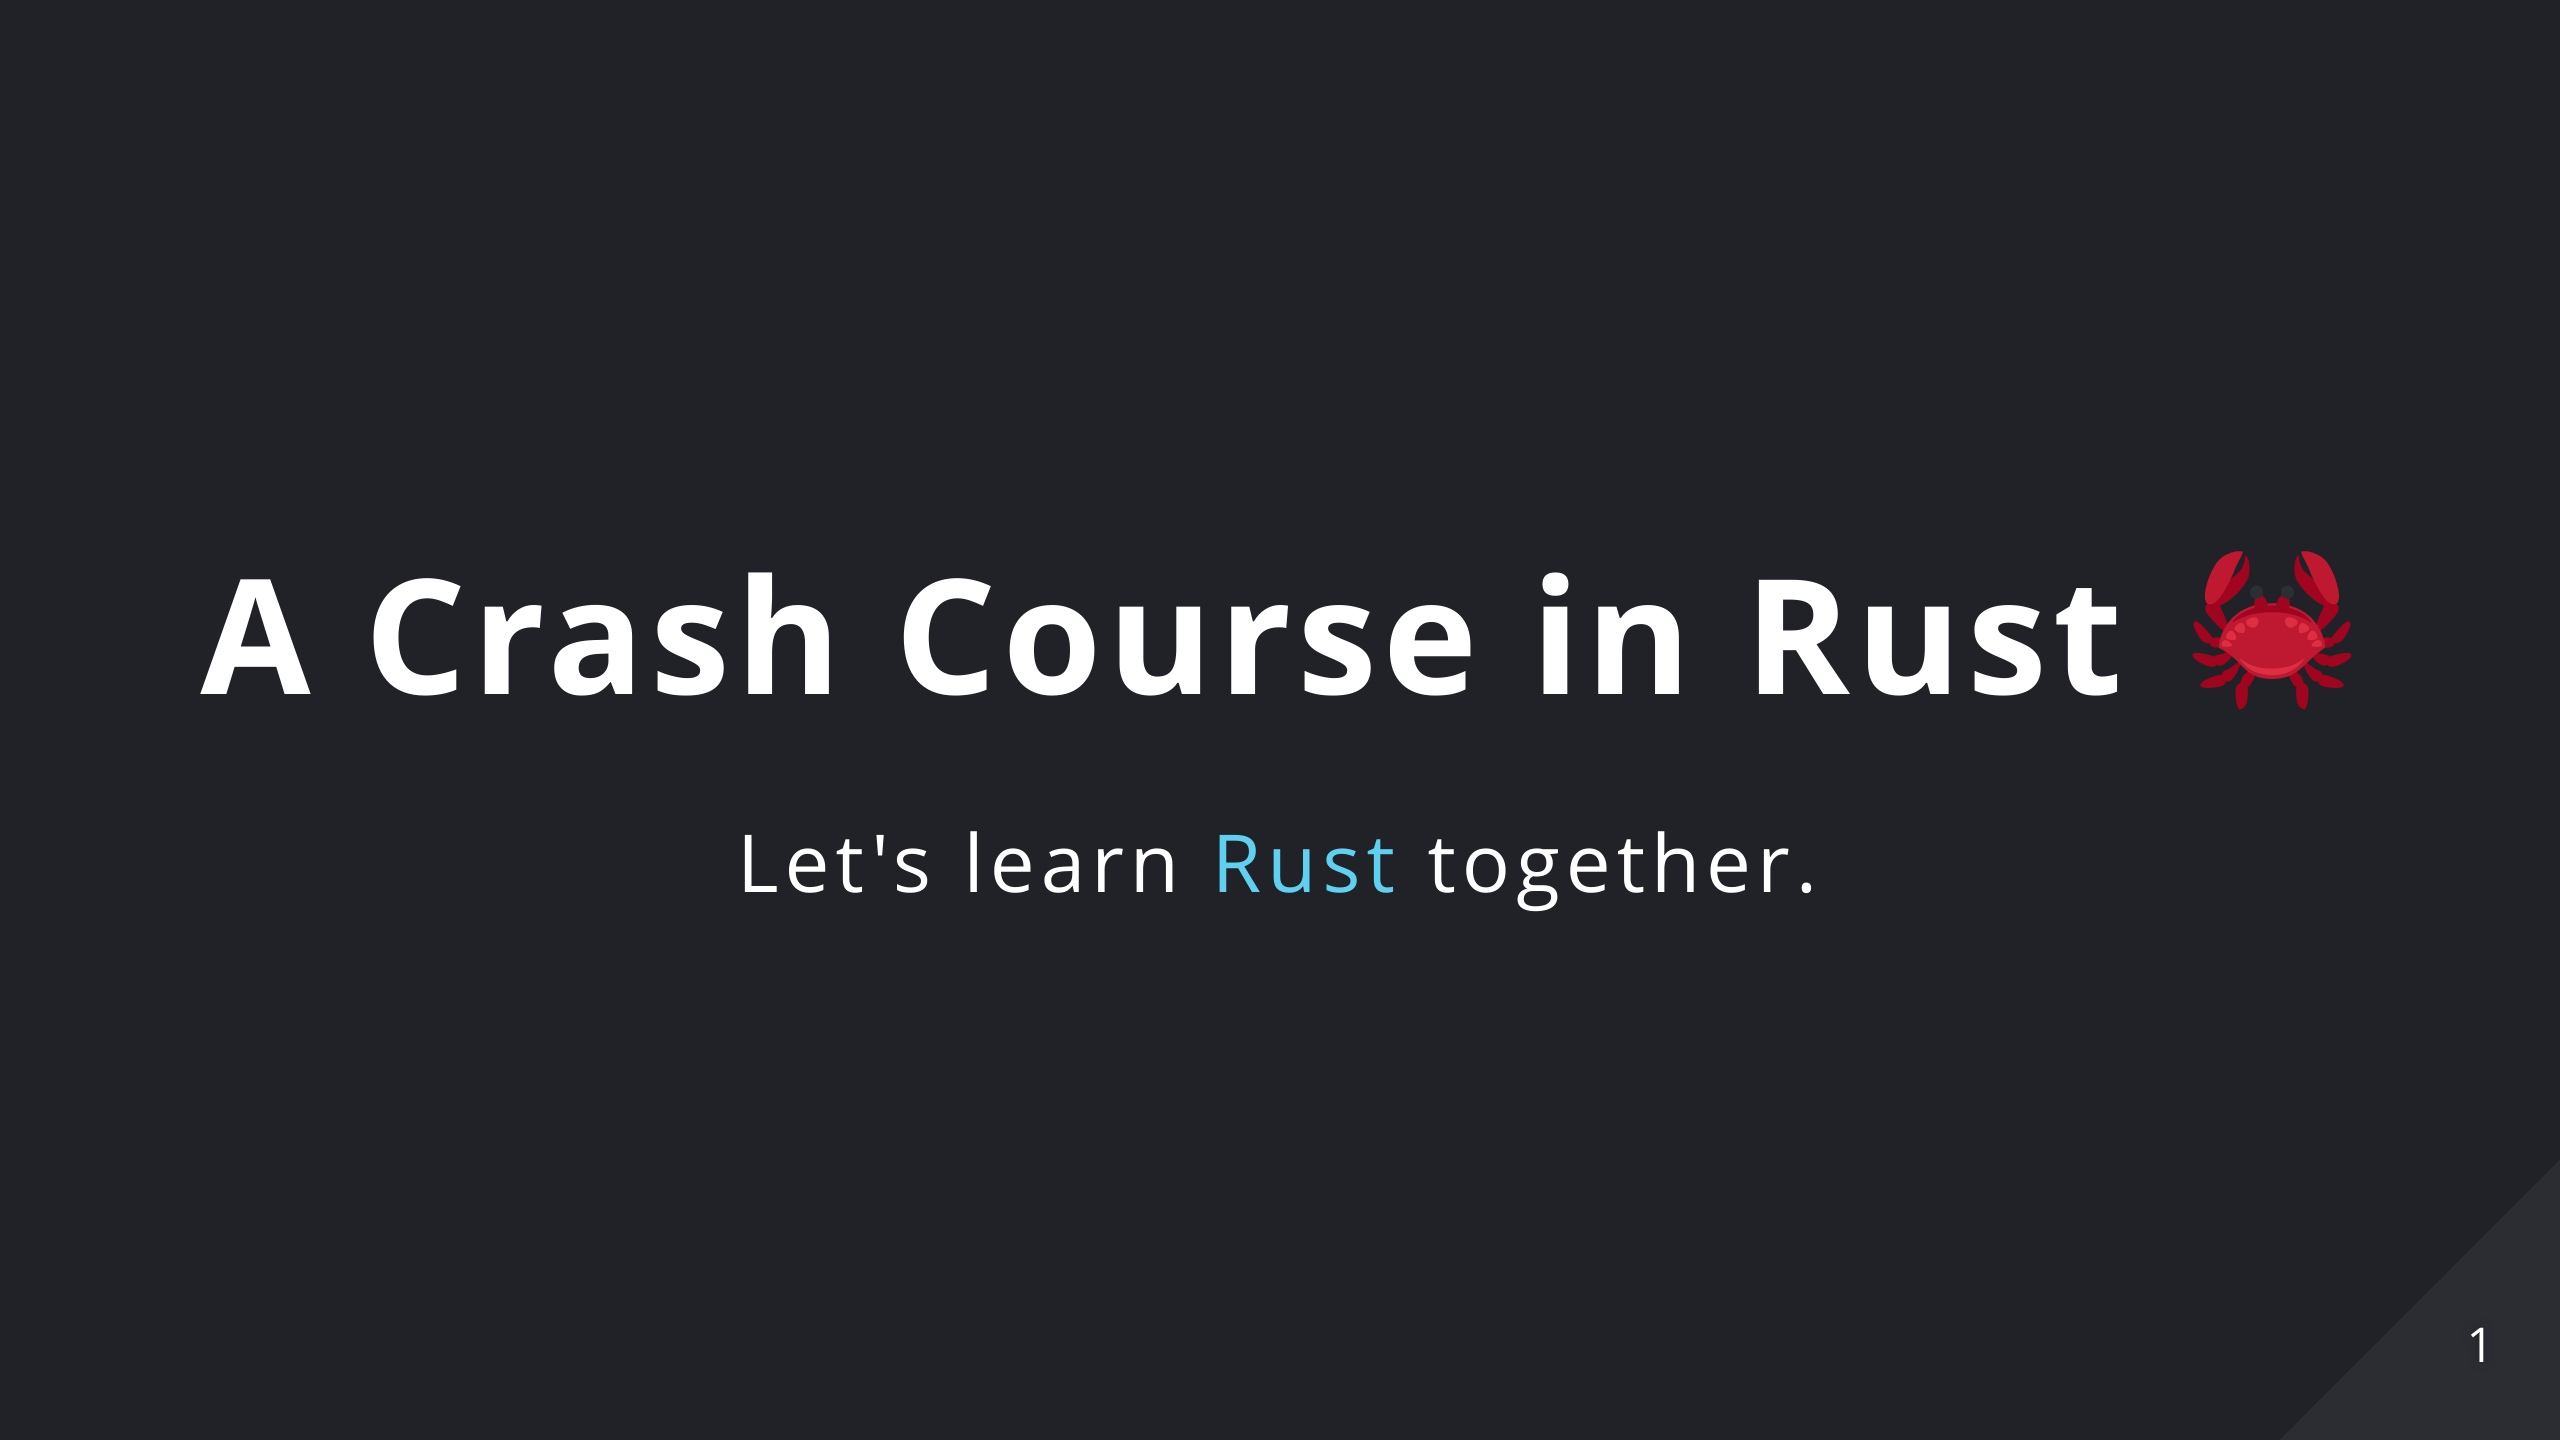 A Crash Course in Rust 🦀
Let's learn Rust together.
1